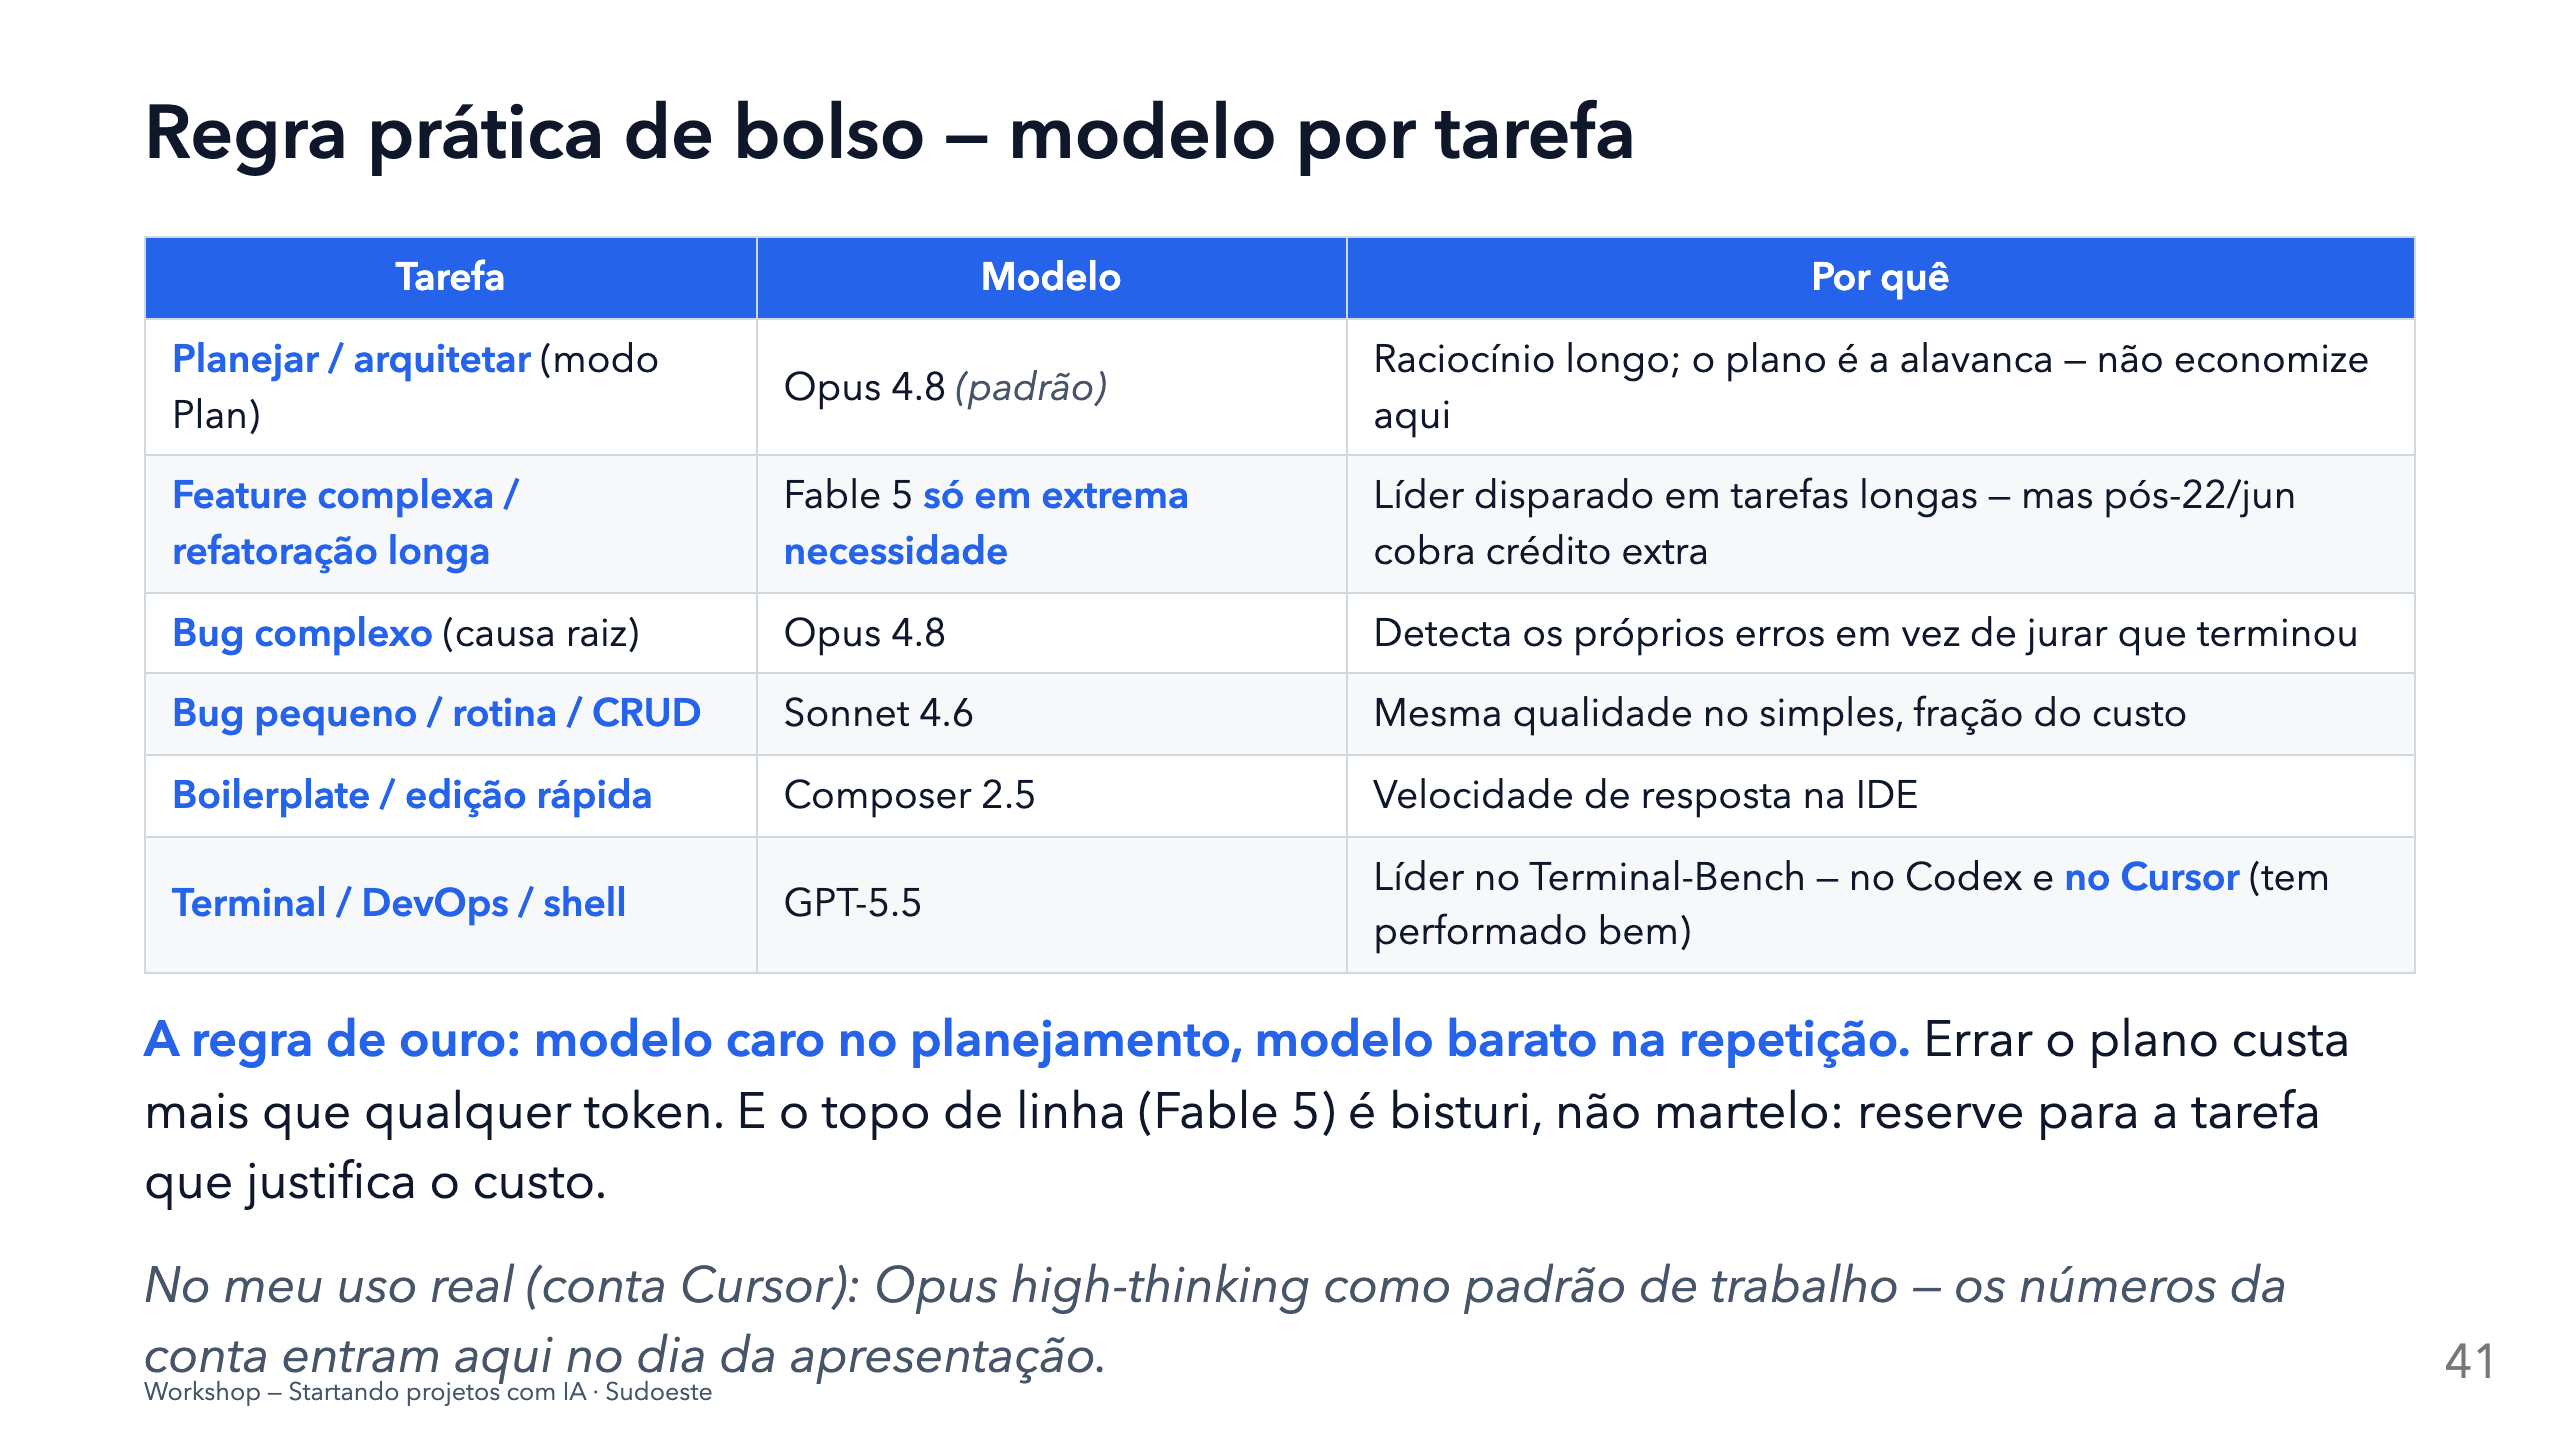 Regra prática de bolso – modelo por tarefa
Tarefa
Modelo
Por quê
Planejar / arquitetar (modo
Plan)
Opus 4.8 (padrão)
Raciocínio longo; o plano é a alavanca – não economize
aqui
Feature complexa /
refatoração longa
Fable 5 só em extrema
necessidade
Líder disparado em tarefas longas – mas pós-22/jun
cobra crédito extra
Bug complexo (causa raiz)
Opus 4.8
Detecta os próprios erros em vez de jurar que terminou
Bug pequeno / rotina / CRUD
Sonnet 4.6
Mesma qualidade no simples, fração do custo
Boilerplate / edição rápida
Composer 2.5
Velocidade de resposta na IDE
Terminal / DevOps / shell
GPT-5.5
Líder no Terminal-Bench – no Codex e no Cursor (tem
performado bem)
A regra de ouro: modelo caro no planejamento, modelo barato na repetição. Errar o plano custa
mais que qualquer token. E o topo de linha (Fable 5) é bisturi, não martelo: reserve para a tarefa
que justifica o custo.
No meu uso real (conta Cursor): Opus high-thinking como padrão de trabalho – os números da
conta entram aqui no dia da apresentação.
Workshop – Startando projetos com IA · Sudoeste
41